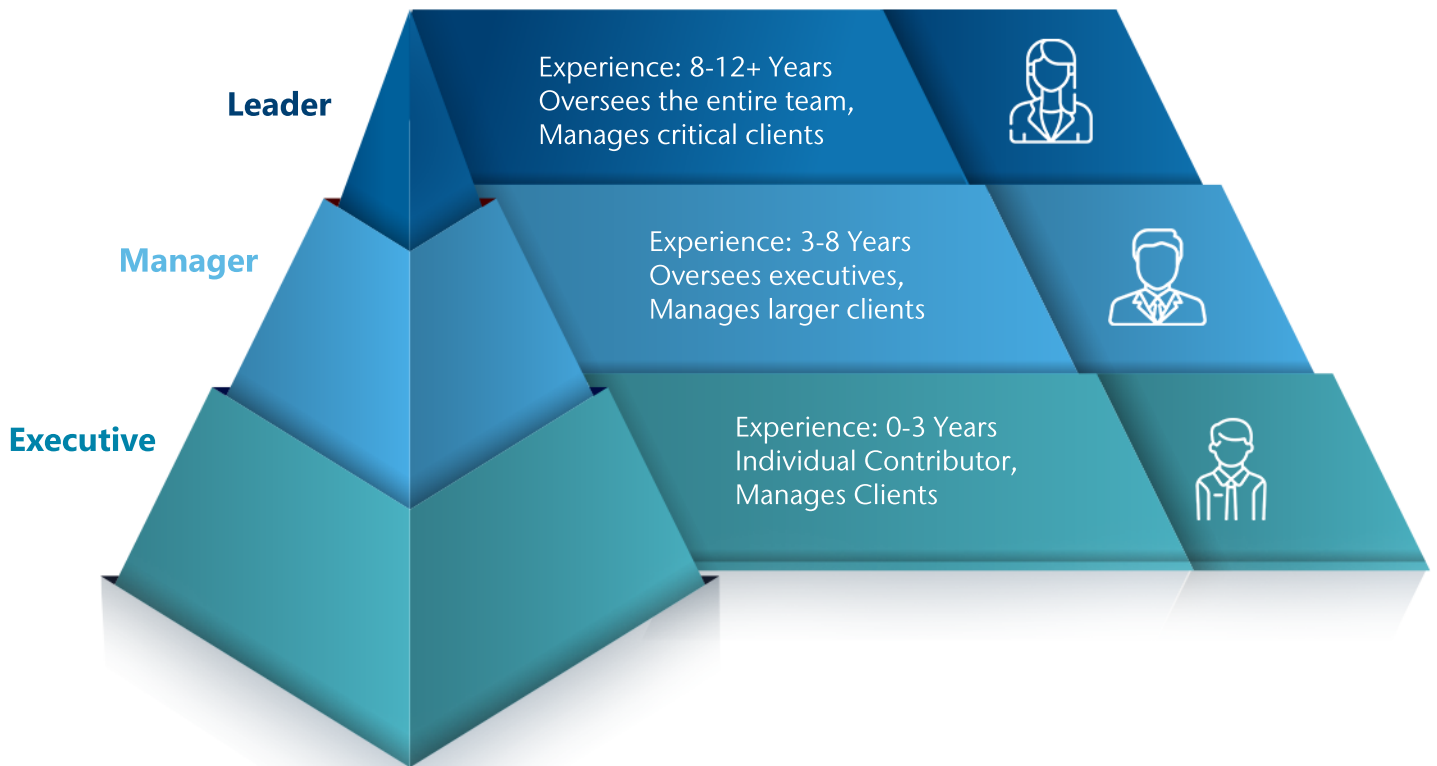 Leader
Experience: 8-12+ Years
Oversees the entire team,
Manages critical clients
Manager
Experience: 3-8 Years
Oversees executives,
Manages larger clients
Executive
Experience: 0-3 Years
Individual Contributor,
Manages Clients